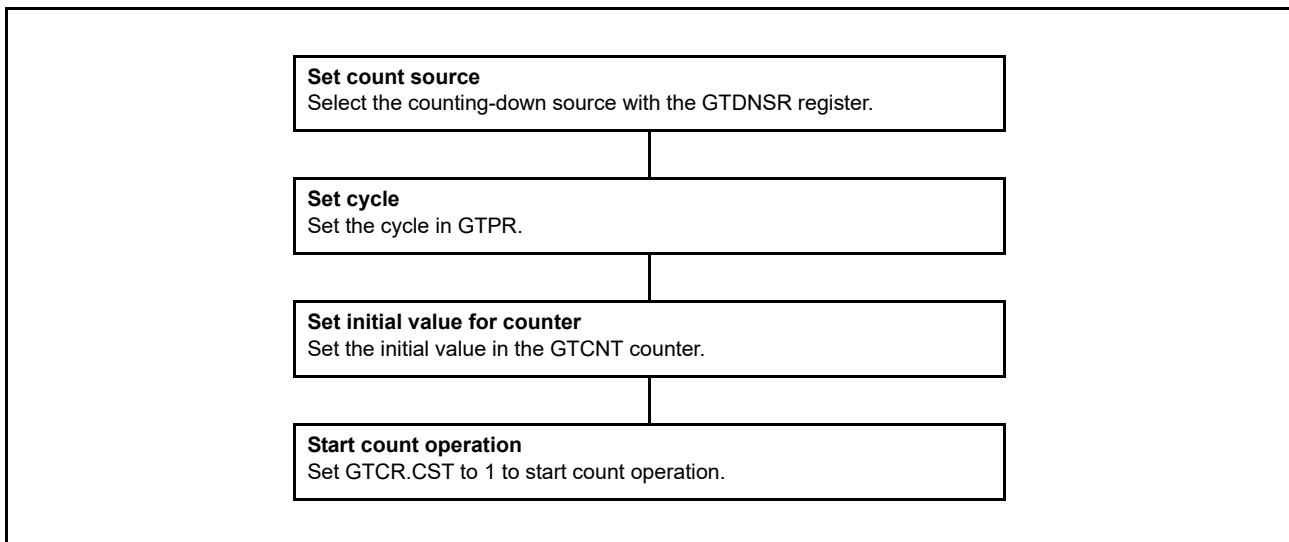 Set count source
Select the counting-down source with the GTDNSR register.
Set cycle
Set the cycle in GTPR.
Set initial value for counter
Set the initial value in the GTCNT counter.
Start count operation
Set GTCR.CST to 1 to start count operation.